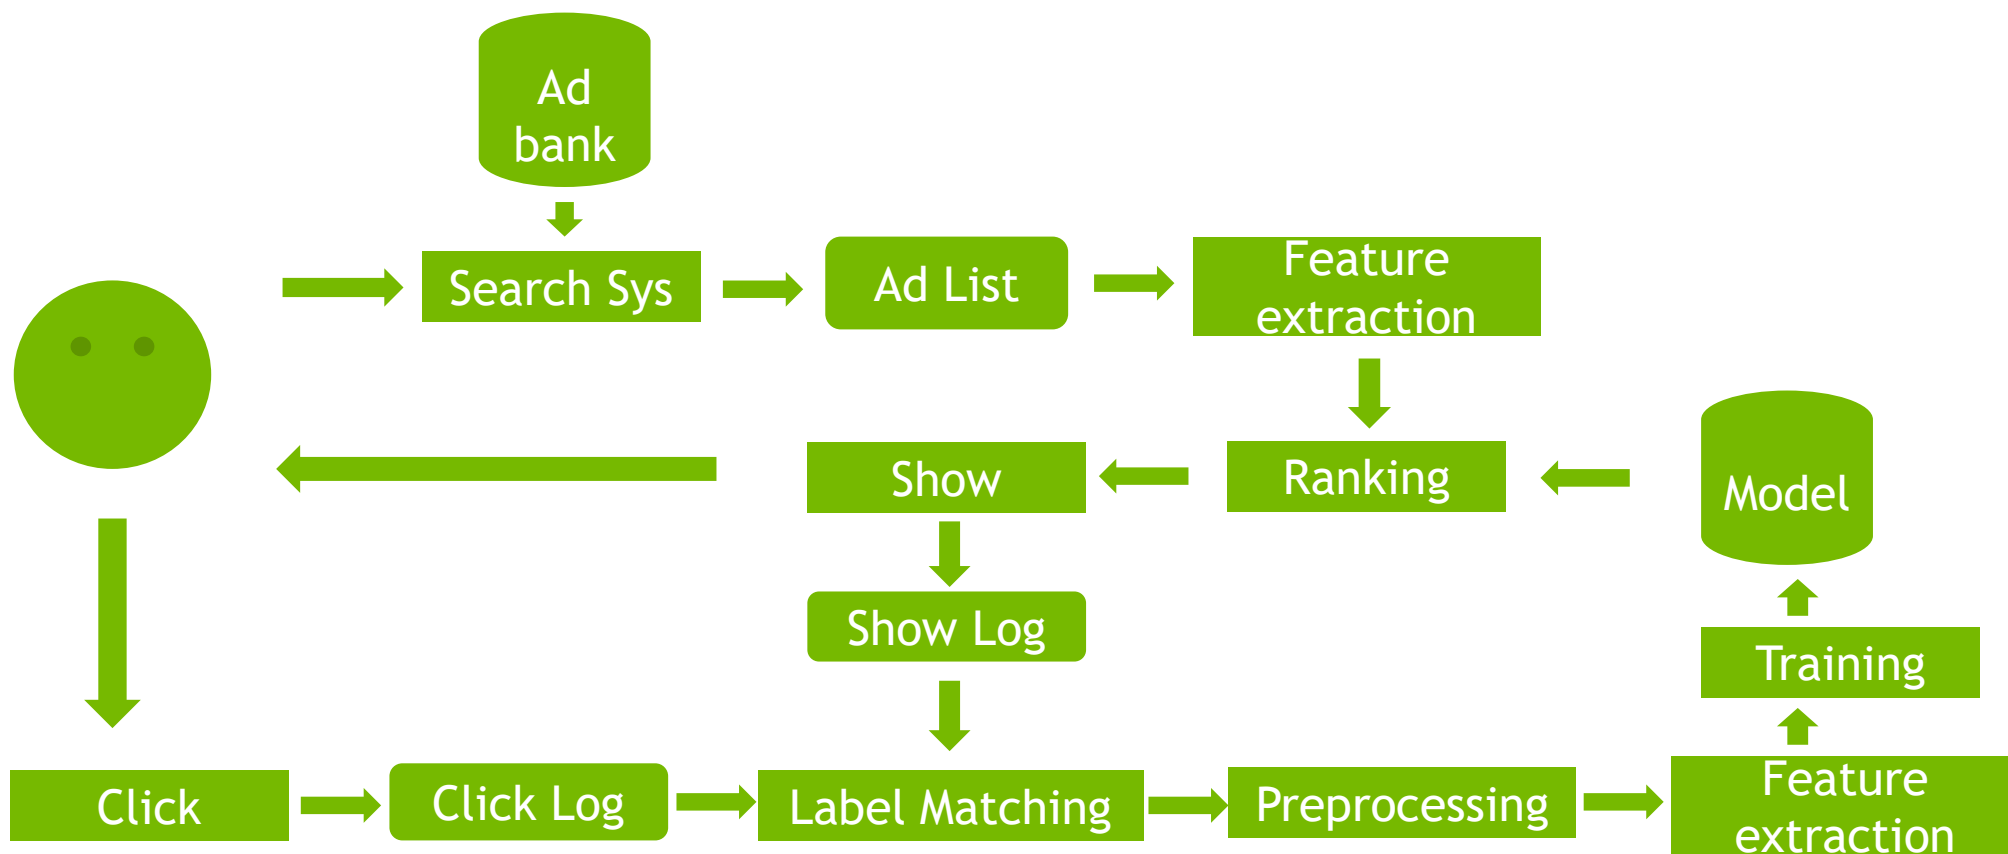 Ad
bank
Search Sys
Ad List
Feature
extraction
Show
Ranking
Model
Show Log
Training
Click
Click Log
Label Matching
Preprocessing
Feature
extraction